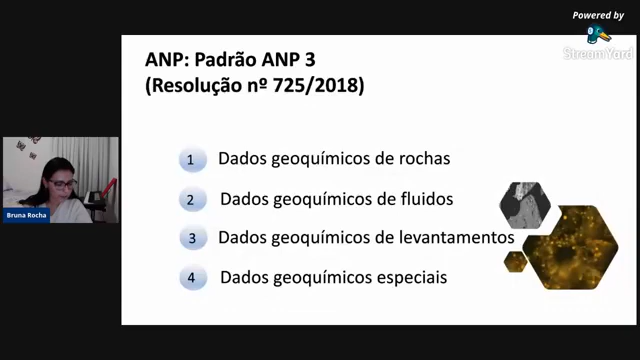 Powered by
StreamYard
ANP: Padrão ANP 3
(Resolução nº 725/2018)
1 Dados geoquímicos de rochas
2 Dados geoquímicos de fluidos
3 Dados geoquímicos de levantamentos
4 Dados geoquímicos especiais
Bruna Rocha